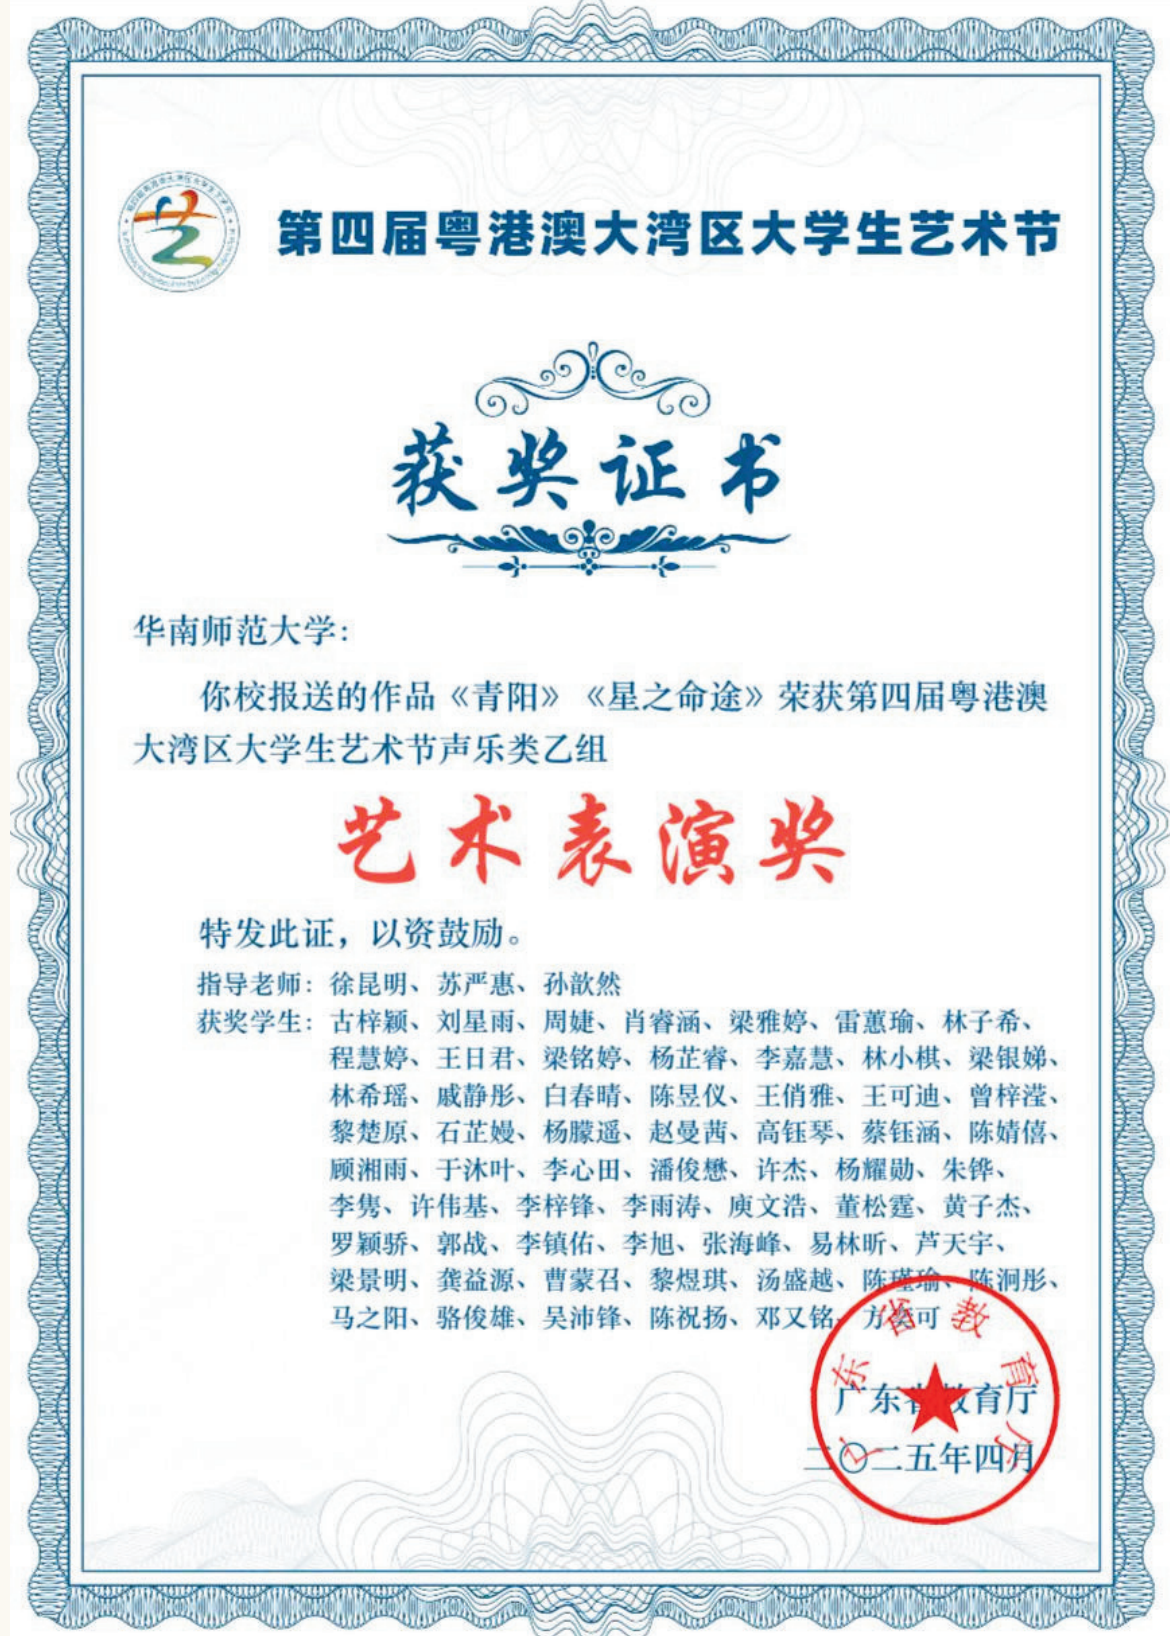 第四届粤港澳大湾区大学生艺术节
获奖证书
华南师范大学：
你校报送的作品《青阳》《星之命途》荣获第四届粤港澳
大湾区大学生艺术节声乐类乙组
艺术表演奖
特发此证，以资鼓励。
指导老师：徐昆明、苏严惠、孙歆然
获奖学生：古梓颖、刘星雨、周婕、肖睿涵、梁雅婷、雷蕙瑜、林子希、
程慧婷、王日君、梁铭婷、杨芷睿、李嘉慧、林小棋、梁银娣、
林希瑶、戚静彤、白春晴、陈昱仪、王俏雅、王可迪、曾梓滢、
黎楚原、石芷嫚、杨朦遥、赵曼茜、高钰琴、蔡钰涵、陈婧僖、
顾湘雨、于沐叶、李心田、潘俊懋、许杰、杨耀勋、朱铧、
李隽、许伟基、李梓锋、李雨涛、庾文浩、董松霆、黄子杰、
罗颖骄、郭战、李镇佑、李旭、张海峰、易林昕、芦天宇、
梁景明、龚益源、曹蒙召、黎煜琪、汤盛越、陈瑾瑜、陈泂彤、
马之阳、骆俊雄、吴沛锋、陈祝扬、邓又铭、
广东省教育厅
二〇二五年四月
广东省教育厅